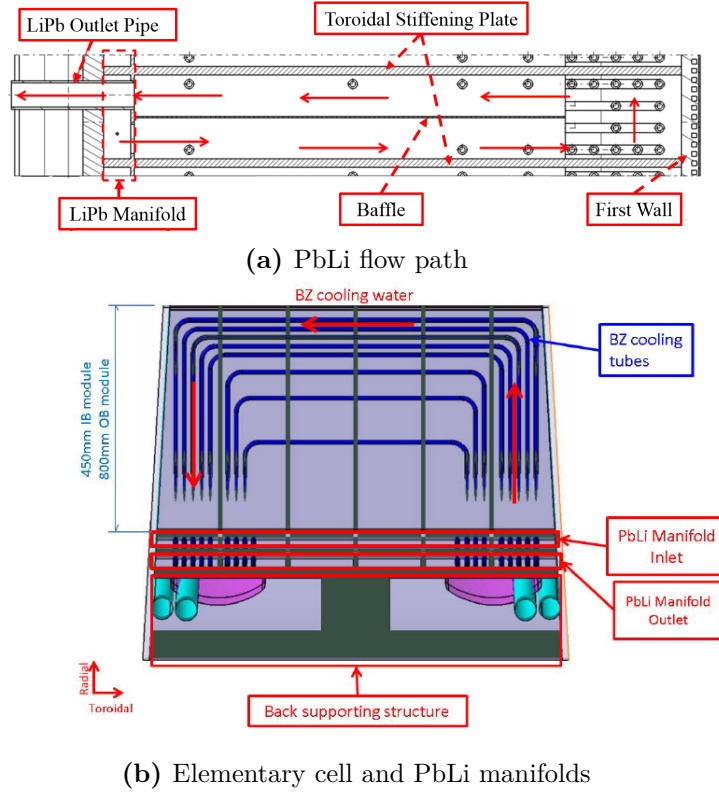 LiPb Outlet Pipe
Toroidal Stiffening Plate
LiPb Manifold
Baffle
First Wall
(a) PbLi flow path
BZ cooling water
BZ cooling
tubes
450mm IB module
800mm OB module
PbLi Manifold
Inlet
PbLi Manifold
Outlet
Radial
Toroidal
Back supporting structure
(b) Elementary cell and PbLi manifolds